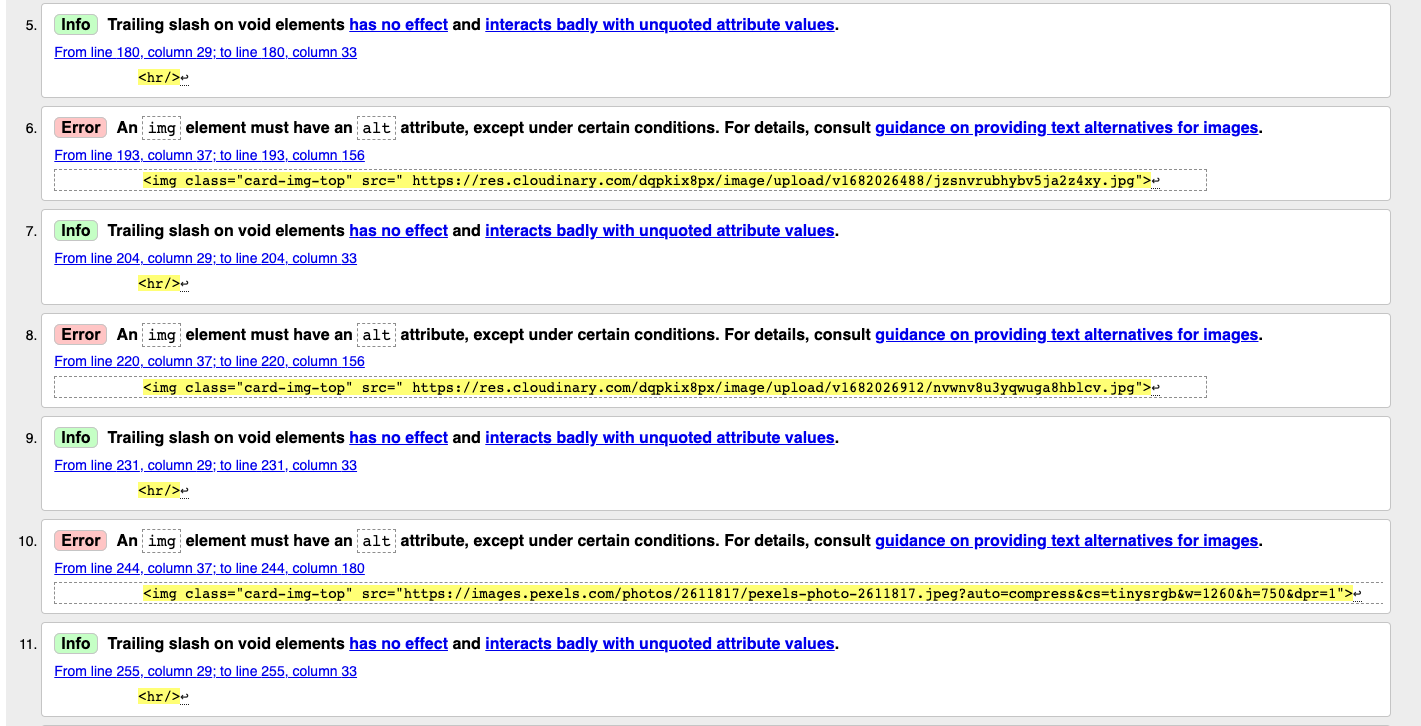 5. Info Trailing slash on void elements has no effect and interacts badly with unquoted attribute values.
From line 180, column 29; to line 180, column 33
<hr/>↩
6. Error An img element must have an alt attribute, except under certain conditions. For details, consult guidance on providing text alternatives for images.
From line 193, column 37; to line 193, column 156
<img class="card-img-top" src=" https://res.cloudinary.com/dqpkix8px/image/upload/v1682026488/jzsnvrubhybv5ja2z4xy.jpg">↩
7. Info Trailing slash on void elements has no effect and interacts badly with unquoted attribute values.
From line 204, column 29; to line 204, column 33
<hr/>↩
8. Error An img element must have an alt attribute, except under certain conditions. For details, consult guidance on providing text alternatives for images.
From line 220, column 37; to line 220, column 156
<img class="card-img-top" src=" https://res.cloudinary.com/dqpkix8px/image/upload/v1682026912/nvwnv8u3yqwuga8hblcv.jpg">↩
9. Info Trailing slash on void elements has no effect and interacts badly with unquoted attribute values.
From line 231, column 29; to line 231, column 33
<hr/>↩
10. Error An img element must have an alt attribute, except under certain conditions. For details, consult guidance on providing text alternatives for images.
From line 244, column 37; to line 244, column 180
<img class="card-img-top" src="https://images.pexels.com/photos/2611817/pexels-photo-2611817.jpeg?auto=compress&cs=tinysrgb&w=1260&h=750&dpr=1">↩
11. Info Trailing slash on void elements has no effect and interacts badly with unquoted attribute values.
From line 255, column 29; to line 255, column 33
<hr/>↩